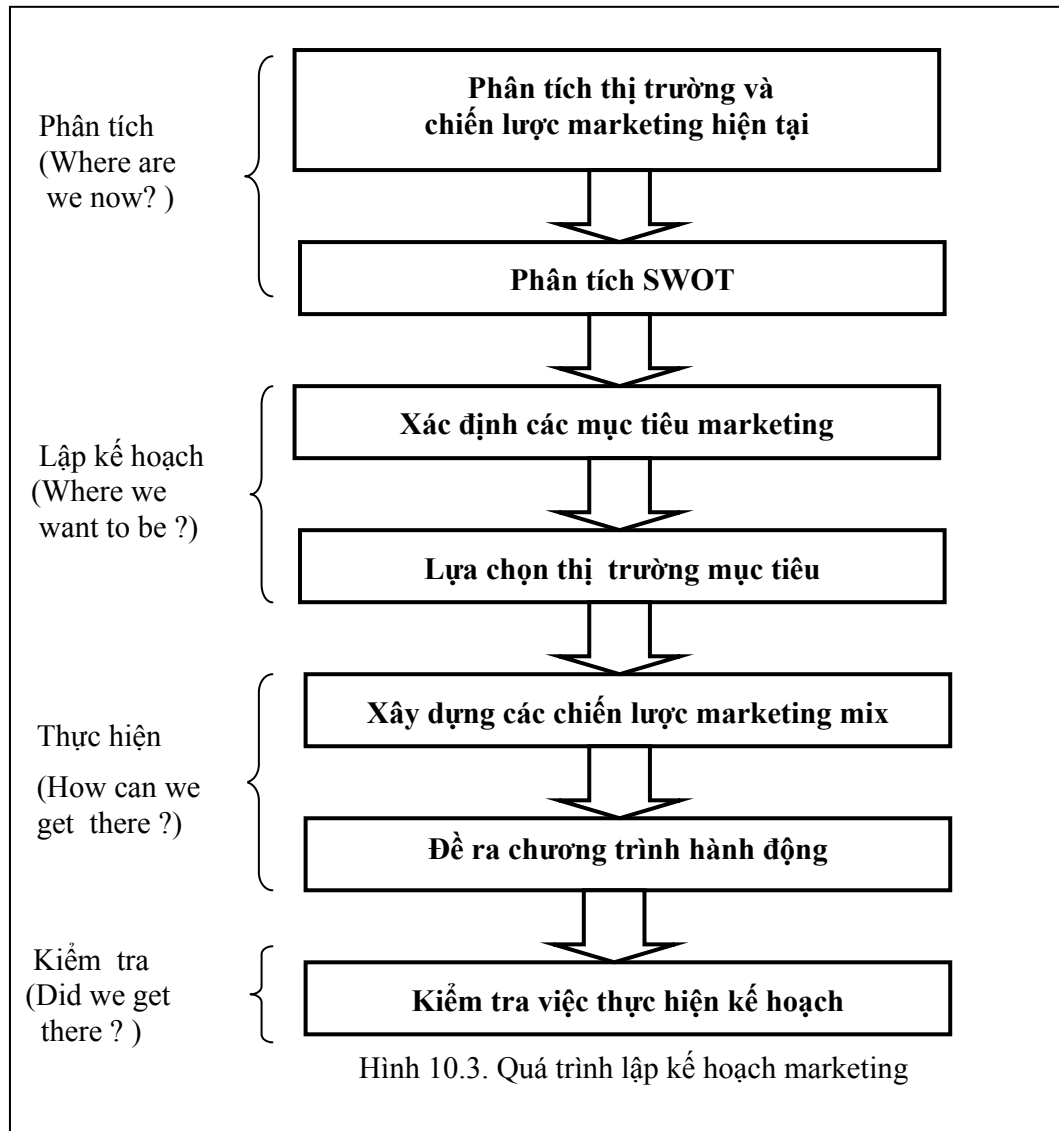 Phân tích thị trường và
chiến lược marketing hiện tại
Phân tích
(Where are
we now? )
Phân tích SWOT
Xác định các mục tiêu marketing
Lập kế hoạch
(Where we
want to be ?)
Lựa chọn thị trường mục tiêu
Xây dựng các chiến lược marketing mix
Thực hiện
(How can we
get there ?)
Đề ra chương trình hành động
Kiểm tra
(Did we get
there ? )
Kiểm tra việc thực hiện kế hoạch
Hình 10.3. Quá trình lập kế hoạch marketing